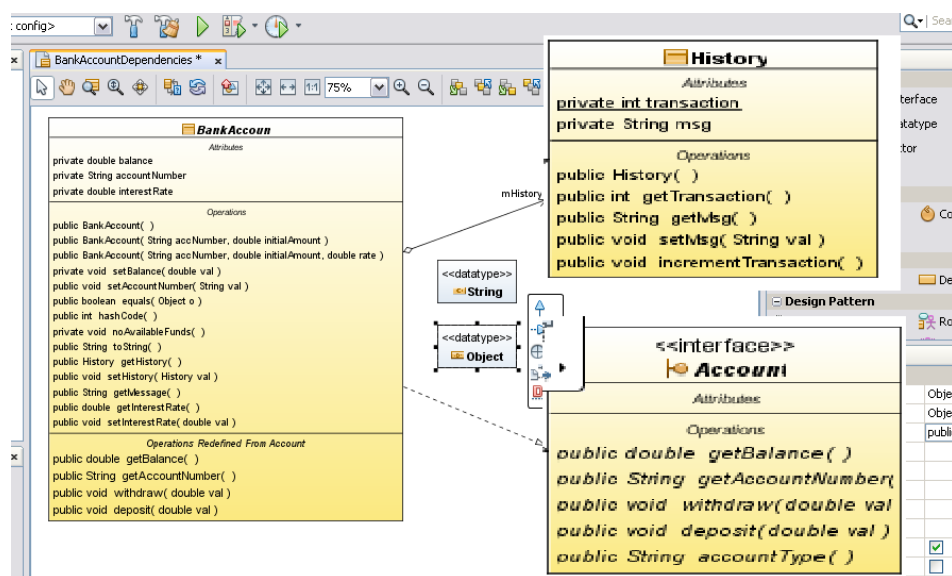 config>
Sear
BankAccountDependencies * x
1:1 75%
BankAccoun
Attributes
private double balance
private String accountNumber
private double interestRate
Operations
public BankAccount( )
public BankAccount( String accNumber, double initialAmount )
public BankAccount( String accNumber, double initialAmount, double rate )
private void setBalance( double val )
public void setAccountNumber( String val )
public boolean equals( Object o )
public int hashCode( )
private void noAvailableFunds( )
public String toString( )
public History getHistory( )
public void setHistory( History val )
public String getMessage( )
public double getInterestRate( )
public void setInterestRate( double val )
Operations Redefined From Account
public double getBalance( )
public String getAccountNumber( )
public void withdraw( double val )
public void deposit( double val )
mHistory
History
Attributes
private int transaction
private String msg
Operations
public History( )
public int getTransaction( )
public String getMsg( )
public void setMsg( String val )
public void incrementTransaction( )
<<datatype>>
String
<<datatype>>
Object
<<interface>>
Account
Attributes
Operations
public double getBalance( )
public String getAccountNumber(
public void withdraw(double val
public void deposit(double val )
public String accountType( )
terface
atatype
ctor
Co
De
Design Pattern
Ro
Obje
Obje
publi